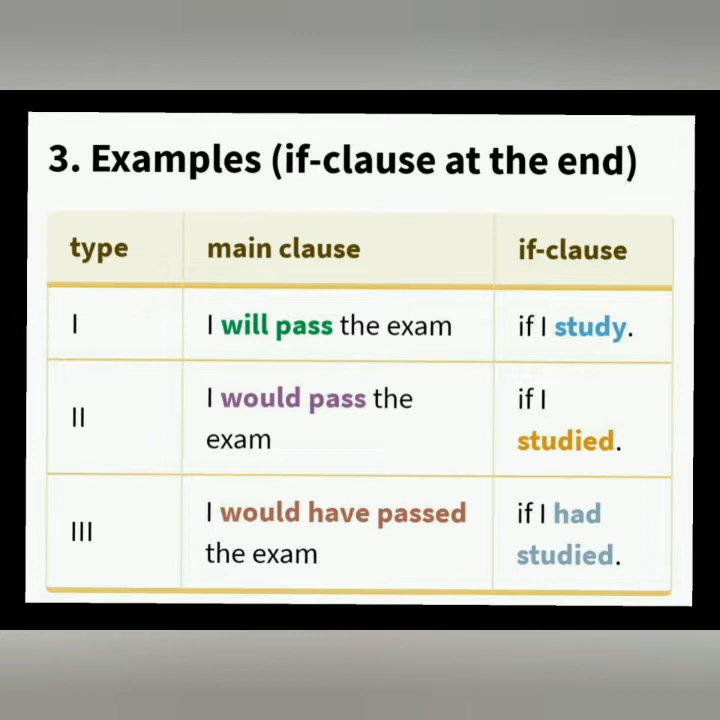 3. Examples (if-clause at the end)
type main clause if-clause
I I will pass the exam if I study.
II I would pass the exam if I studied.
III I would have passed the exam if I had studied.